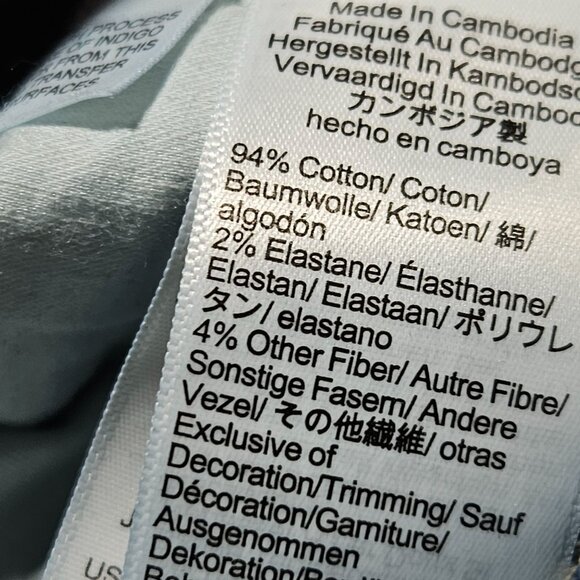 PROCESS
OF INDIGO
FROM THIS
TRANSFER
SURFACES.
Made In Cambodia
Fabriqué Au Cambodg
Hergestellt In Kambodsc
Vervaardigd In Cambod
カンボジア製
hecho en camboya
94% Cotton/ Coton/
Baumwolle/ Katoen/ 綿/
algodón
2% Elastane/ Élasthanne/
Elastan/ Elastaan/ ポリウレ
タン/ elastano
4% Other Fiber/ Autre Fibre/
Sonstige Fasern/ Andere
Vezel/ その他繊維/ otras
Exclusive of
Decoration/Trimming/ Sauf
Décoration/Garniture/
Ausgenommen
Dekoration/
J
US